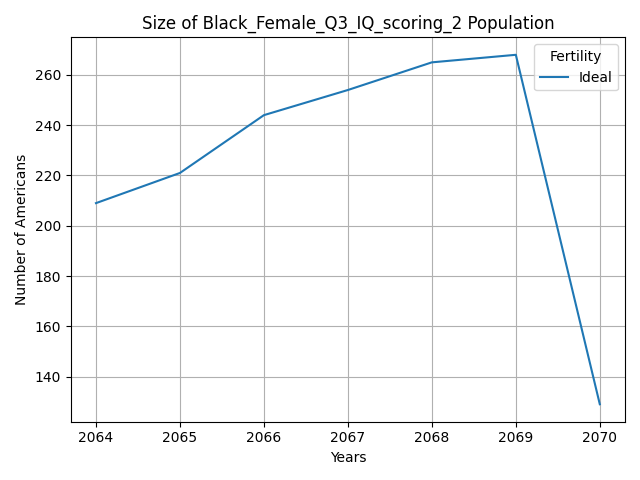 Size of Black_Female_Q3_IQ_scoring_2 Population
Fertility
Ideal
260
240
220
200
180
160
140
Number of Americans
2064 2065 2066 2067 2068 2069 2070
Years